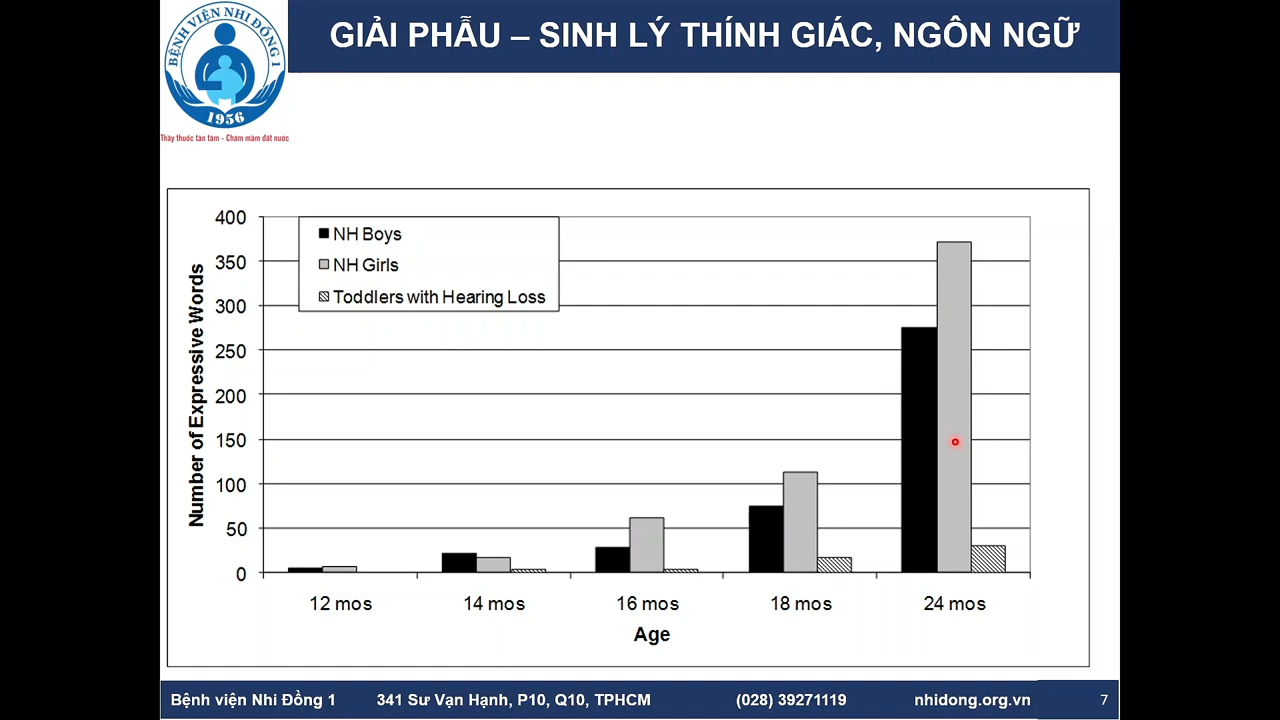 BỆNH VIỆN NHI ĐỒNG 1
1956
Thầy thuốc tận tâm - Chăm mầm đất nước
GIẢI PHẪU – SINH LÝ THÍNH GIÁC, NGÔN NGỮ
NH Boys
NH Girls
Toddlers with Hearing Loss
Number of Expressive Words
400
350
300
250
200
150
100
50
0
12 mos 14 mos 16 mos 18 mos 24 mos
Age
Bệnh viện Nhi Đồng 1 341 Sư Vạn Hạnh, P10, Q10, TPHCM (028) 39271119 nhidong.org.vn 7